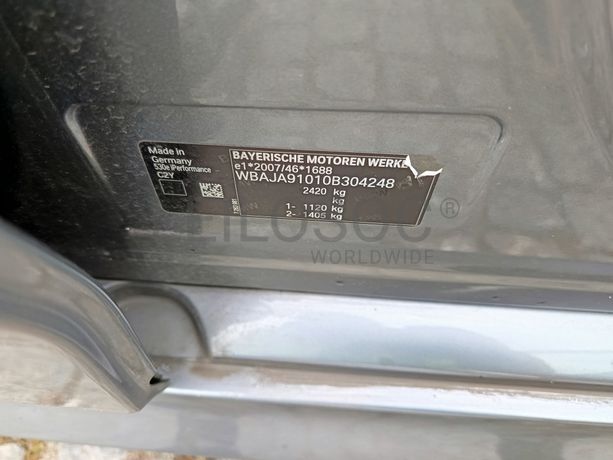 Made in
Germany
530e iPerformance
C2Y
BAYERISCHE MOTOREN WERKE
e1*2007/46*1688
WBAJA91010B304248
2420 kg
kg
1- 1120 kg
2- 1405 kg
LEILOSOC®
WORLDWIDE